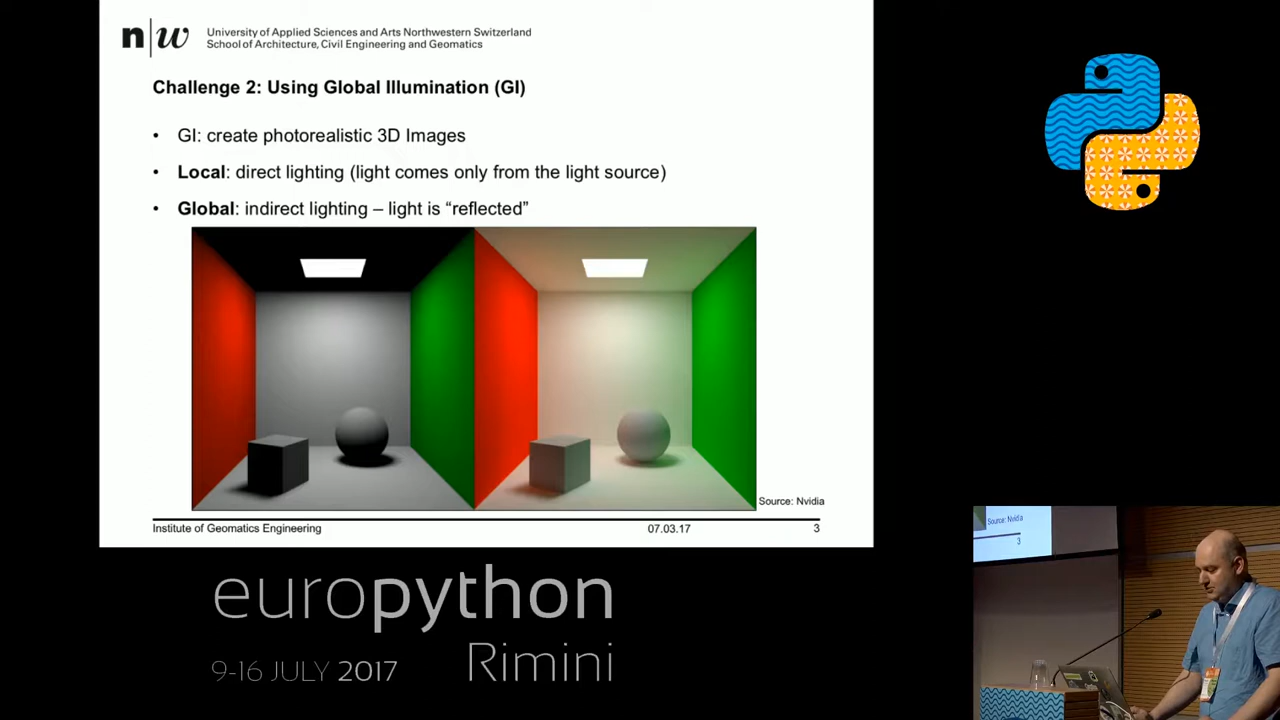 n|w University of Applied Sciences and Arts Northwestern Switzerland
School of Architecture, Civil Engineering and Geomatics
Challenge 2: Using Global Illumination (GI)
• GI: create photorealistic 3D Images
• Local: direct lighting (light comes only from the light source)
• Global: indirect lighting – light is “reflected”
Source: Nvidia
Institute of Geomatics Engineering 07.03.17 3
europython
Rimini
9-16 JULY 2017
Source: Nvidia
3